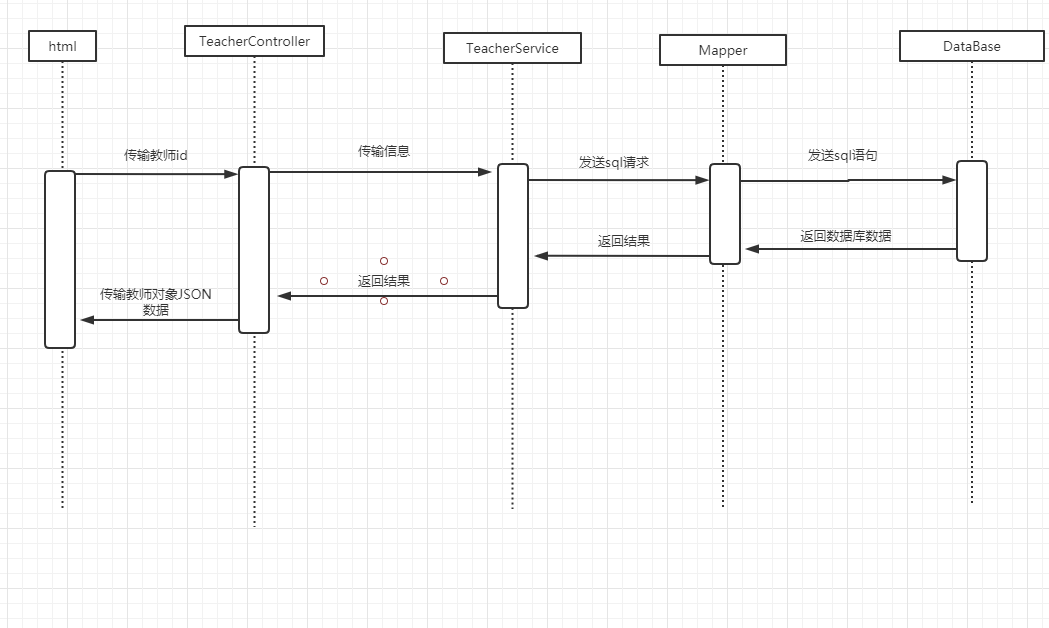 html
TeacherController
TeacherService
Mapper
DataBase
传输教师id
传输信息
发送sql请求
发送sql语句
返回数据库数据
返回结果
返回结果
传输教师对象JSON
数据